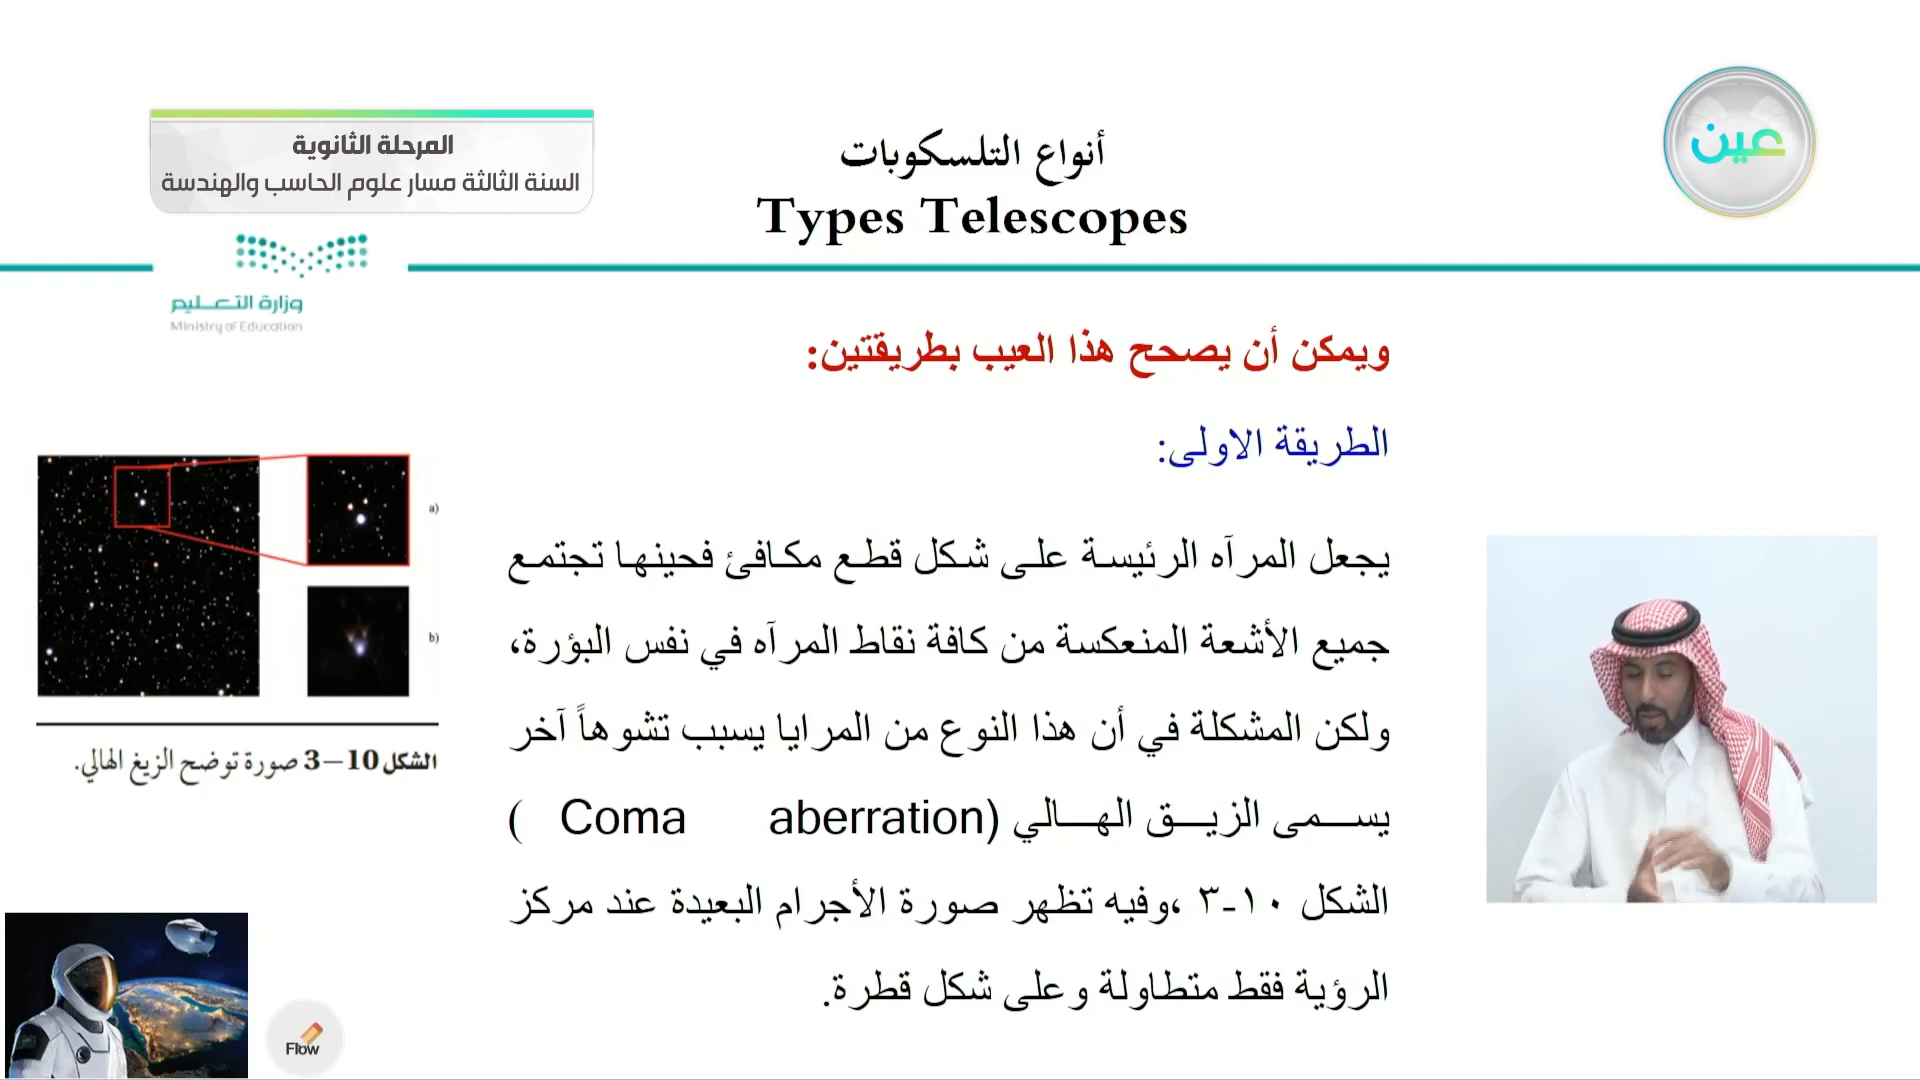 المرحلة الثانوية
السنة الثالثة مسار علوم الحاسب والهندسة
أنواع التلسكوبات
Types Telescopes
عين
وزارة التعليم
Ministry of Education
ويمكن أن يصحح هذا العيب بطريقتين:
الطريقة الاولى:
يجعل المرآه الرئيسة على شكل قطع مكافئ فحينها تجتمع
جميع الأشعة المنعكسة من كافة نقاط المرآه في نفس البؤرة،
ولكن المشكلة في أن هذا النوع من المرايا يسبب تشوهاً آخر
يسمى الزيق الهالي (Coma aberration)
الشكل ١٠-٣ ،وفيه تظهر صورة الأجرام البعيدة عند مركز
الرؤية فقط متطاولة وعلى شكل قطرة.
a)
b)
الشكل 10–3 صورة توضح الزيغ الهالي.
Flow